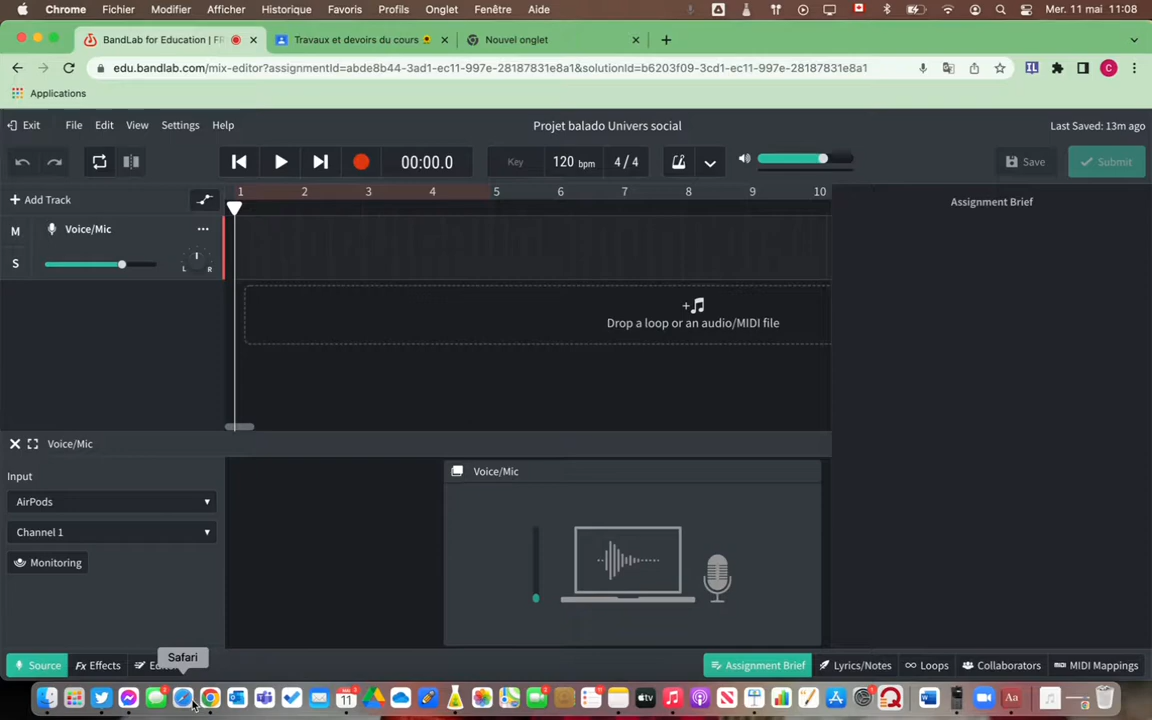 Chrome Fichier Modifier Afficher Historique Favoris Profils Onglet Fenêtre Aide Mer. 11 mai 11:08
BandLab for Education | FR Travaux et devoirs du cours Nouvel onglet
edu.bandlab.com/mix-editor?assignmentId=abde8b44-3ad1-ec11-997e-28187831e8a1&solutionId=b6203f09-3cd1-ec11-997e-28187831e8a1
Applications
Exit File Edit View Settings Help Projet balado Univers social Last Saved: 13m ago
00:00.0 Key 120 bpm 4 / 4 Save Submit
Add Track 1 2 3 4 5 6 7 8 9 10 Assignment Brief
M Voice/Mic
S L R
Drop a loop or an audio/MIDI file
Voice/Mic
Input Voice/Mic
AirPods
Channel 1
Monitoring
Safari
Source Fx Effects Assignment Brief Lyrics/Notes Loops Collaborators MIDI Mappings